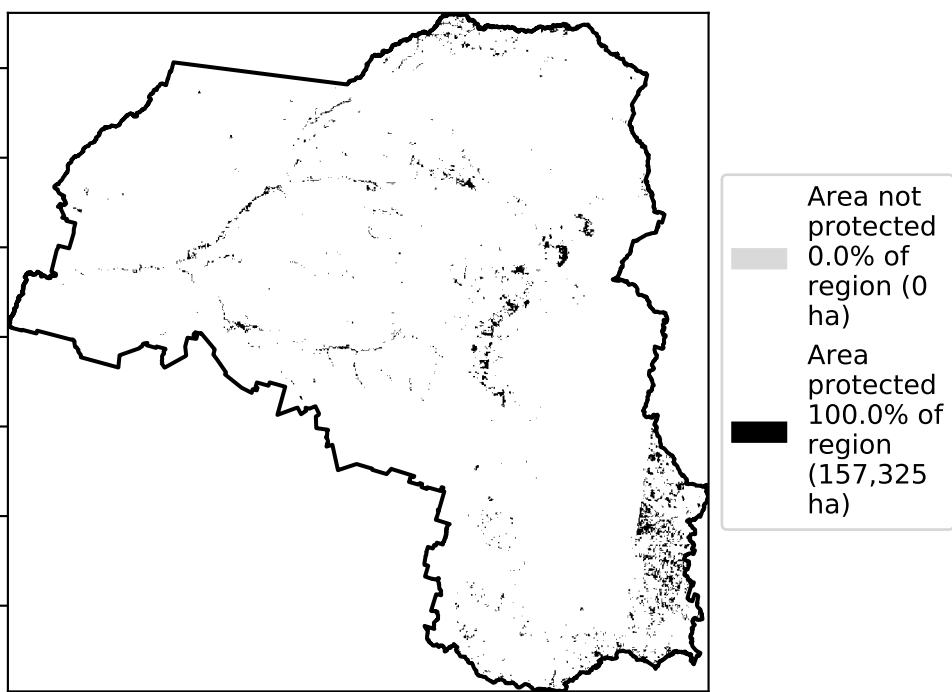 Area not
protected
0.0% of
region (0
ha)
Area
protected
100.0% of
region
(157,325
ha)